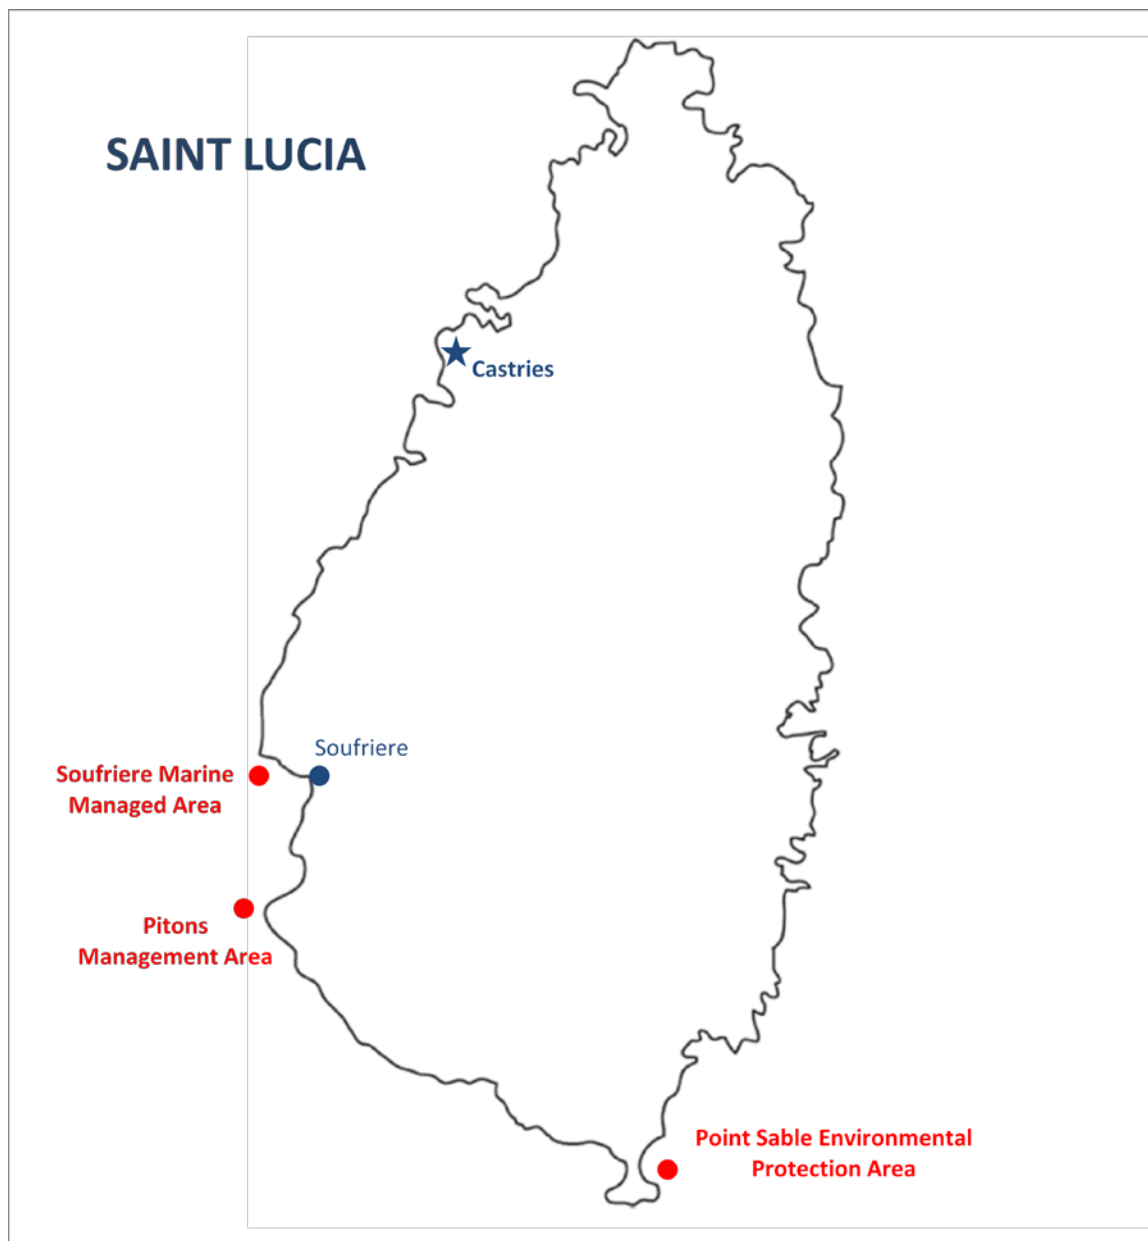 SAINT LUCIA
Castries
Soufriere
Soufriere Marine
Managed Area
Pitons
Management Area
Point Sable Environmental
Protection Area